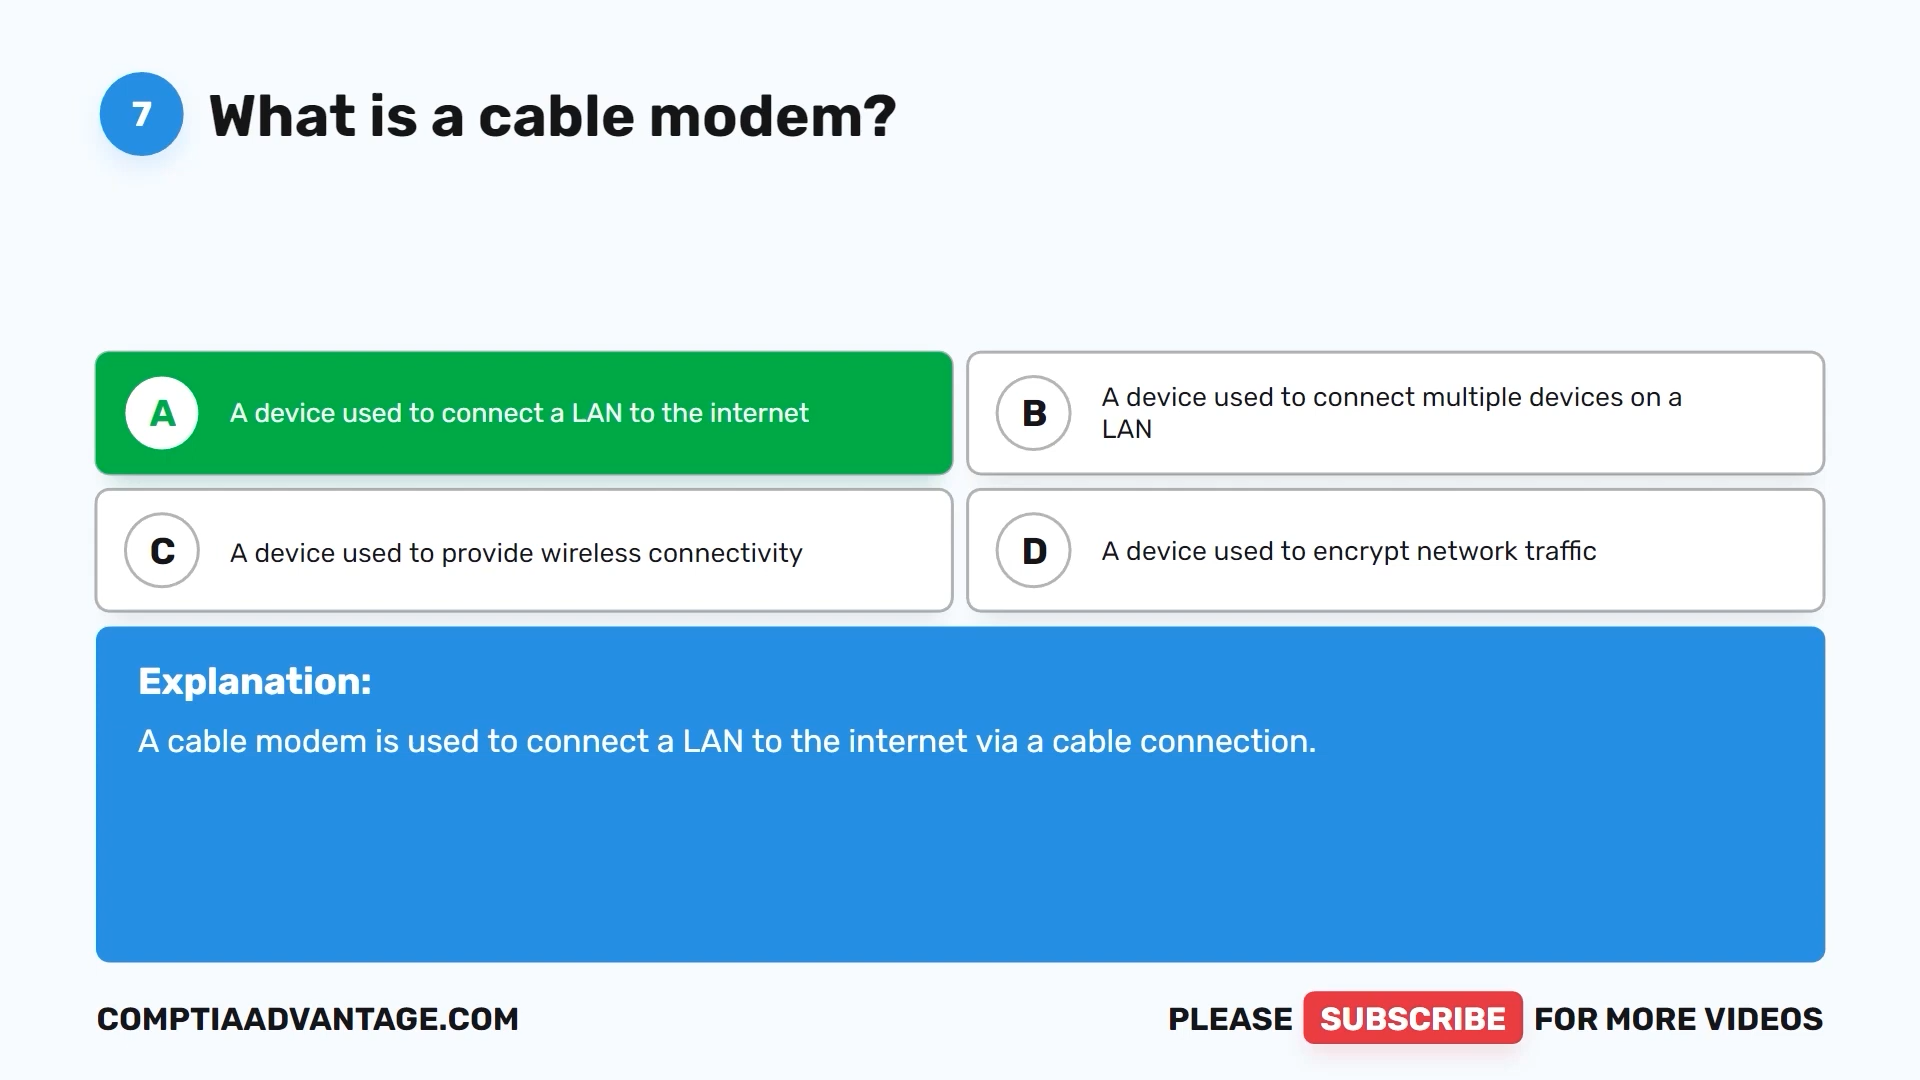 7
What is a cable modem?
A
A device used to connect a LAN to the internet
B
A device used to connect multiple devices on a
LAN
C
A device used to provide wireless connectivity
D
A device used to encrypt network traffic
Explanation:
A cable modem is used to connect a LAN to the internet via a cable connection.
COMPTIAADVANTAGE.COM
PLEASE SUBSCRIBE FOR MORE VIDEOS